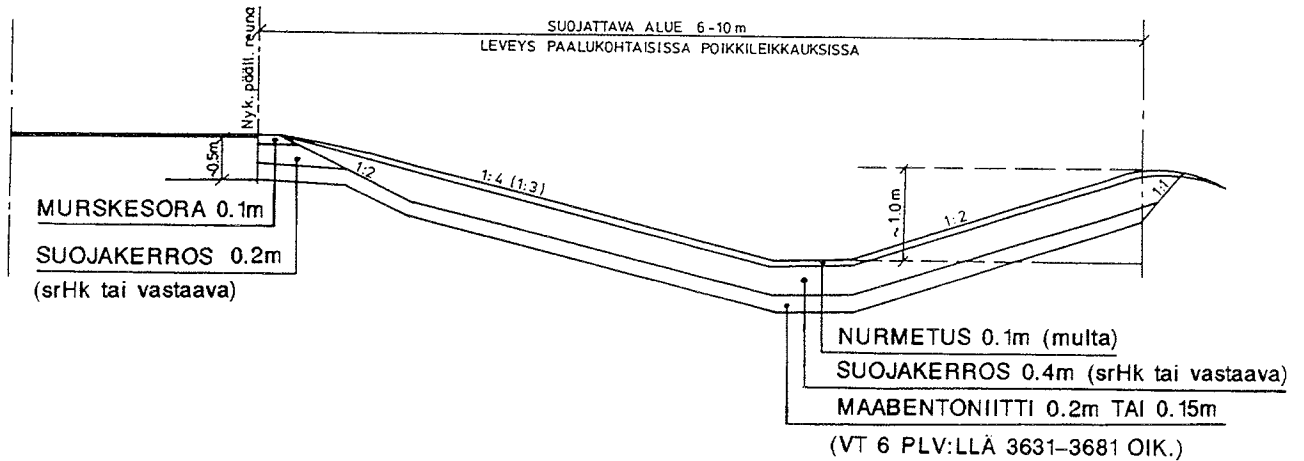 SUOJATTAVA ALUE 6-10 m
LEVEYS PAALUKOHTAISISSA POIKKILEIKKAUKSISSA
Nyk. pääll. reuna
~0.5m
1:2
1:4 (1:3)
~1.0m
1:2
1:1
MURSKESORA 0.1m
SUOJAKERROS 0.2m
(srHk tai vastaava)
NURMETUS 0.1m (multa)
SUOJAKERROS 0.4m (srHk tai vastaava)
MAABENTONIITTI 0.2m TAI 0.15m
(VT 6 PLV:LLÄ 3631-3681 OIK.)